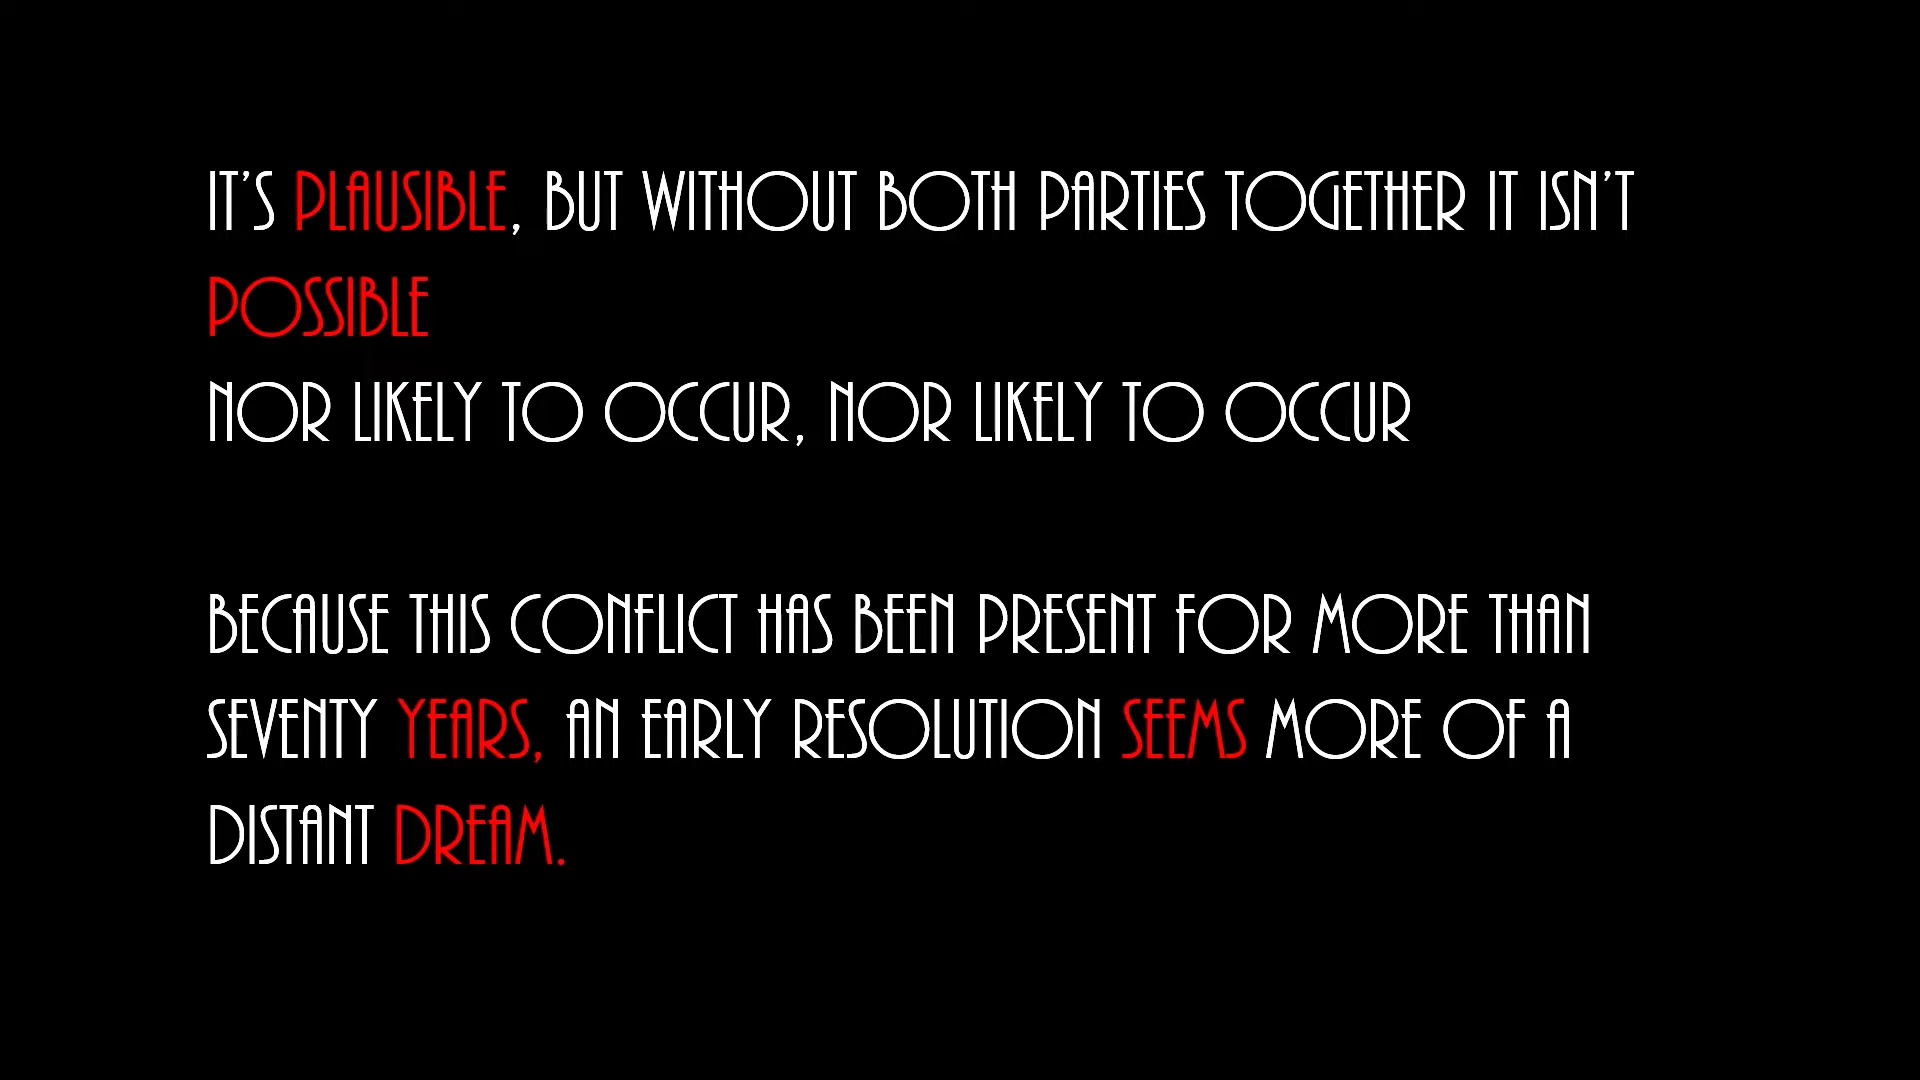 IT'S PLAUSIBLE, BUT WITHOUT BOTH PARTIES TOGETHER IT ISN'T
POSSIBLE
NOR LIKELY TO OCCUR, NOR LIKELY TO OCCUR
BECAUSE THIS CONFLICT HAS BEEN PRESENT FOR MORE THAN
SEVENTY YEARS, AN EARLY RESOLUTION SEEMS MORE OF A
DISTANT DREAM.